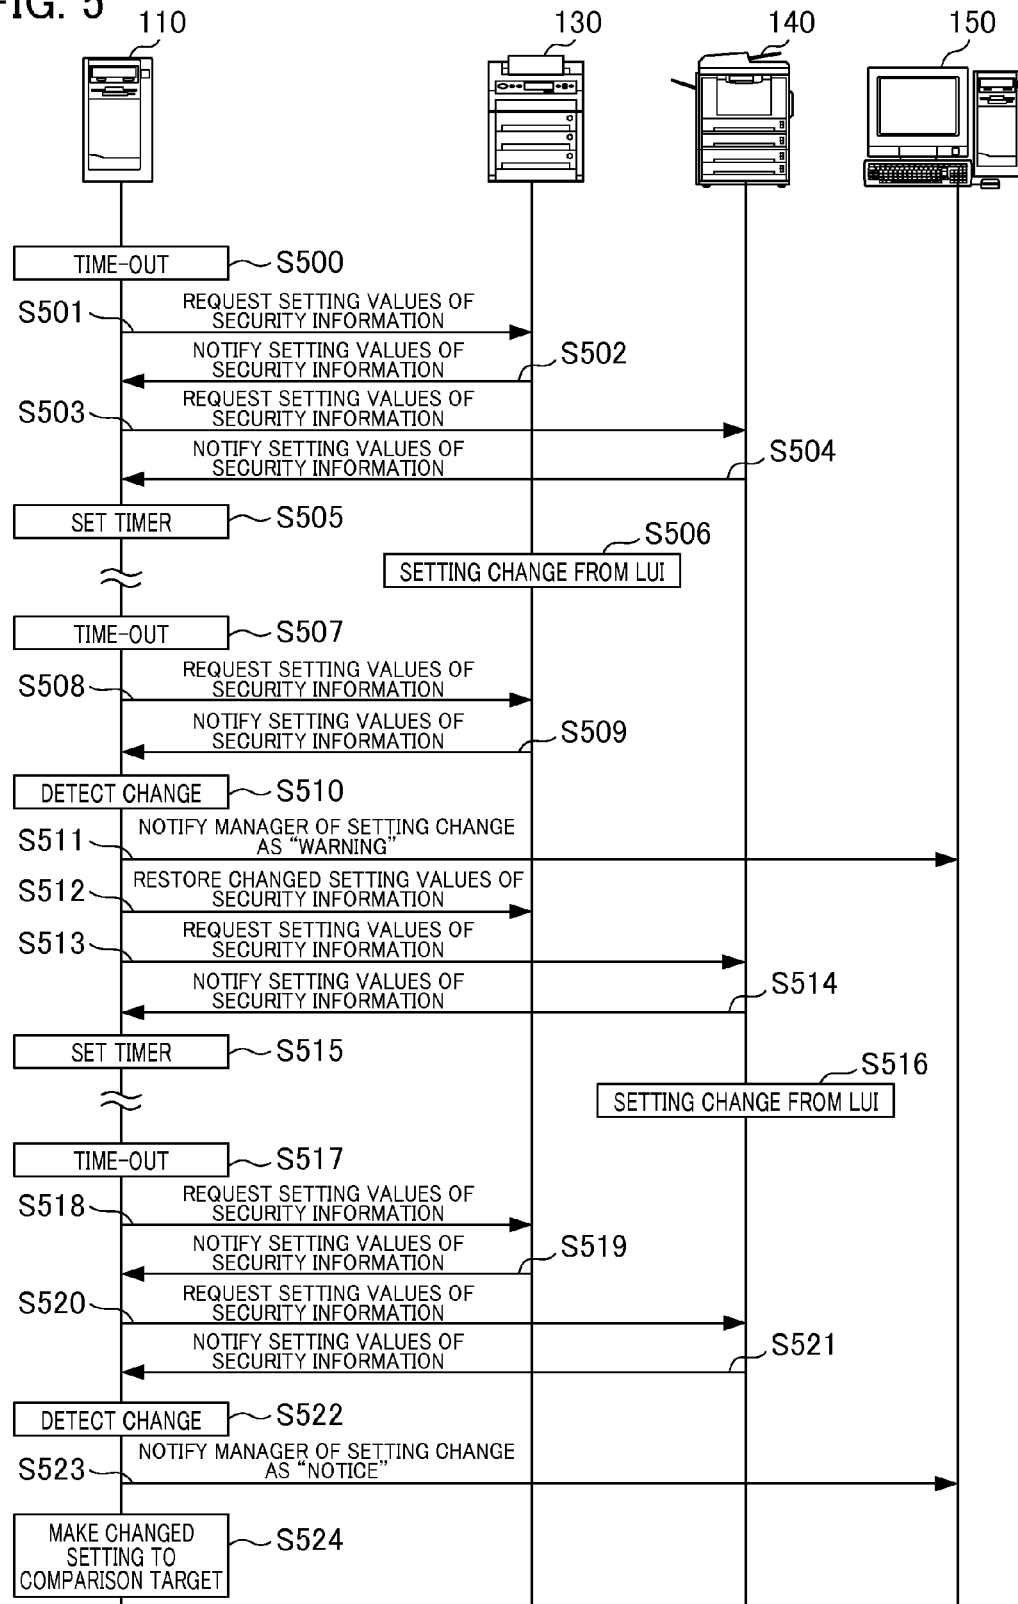 FIG. 5
110
130
140
150
TIME-OUT
S500
S501
REQUEST SETTING VALUES OF
SECURITY INFORMATION
NOTIFY SETTING VALUES OF
SECURITY INFORMATION
S502
S503
REQUEST SETTING VALUES OF
SECURITY INFORMATION
NOTIFY SETTING VALUES OF
SECURITY INFORMATION
S504
SET TIMER
S505
S506
SETTING CHANGE FROM LUI
TIME-OUT
S507
S508
REQUEST SETTING VALUES OF
SECURITY INFORMATION
NOTIFY SETTING VALUES OF
SECURITY INFORMATION
S509
DETECT CHANGE
S510
S511
NOTIFY MANAGER OF SETTING CHANGE
AS “WARNING”
S512
RESTORE CHANGED SETTING VALUES OF
SECURITY INFORMATION
S513
REQUEST SETTING VALUES OF
SECURITY INFORMATION
NOTIFY SETTING VALUES OF
SECURITY INFORMATION
S514
SET TIMER
S515
S516
SETTING CHANGE FROM LUI
TIME-OUT
S517
S518
REQUEST SETTING VALUES OF
SECURITY INFORMATION
NOTIFY SETTING VALUES OF
SECURITY INFORMATION
S519
S520
REQUEST SETTING VALUES OF
SECURITY INFORMATION
NOTIFY SETTING VALUES OF
SECURITY INFORMATION
S521
DETECT CHANGE
S522
S523
NOTIFY MANAGER OF SETTING CHANGE
AS “NOTICE”
MAKE CHANGED
SETTING TO
COMPARISON TARGET
S524